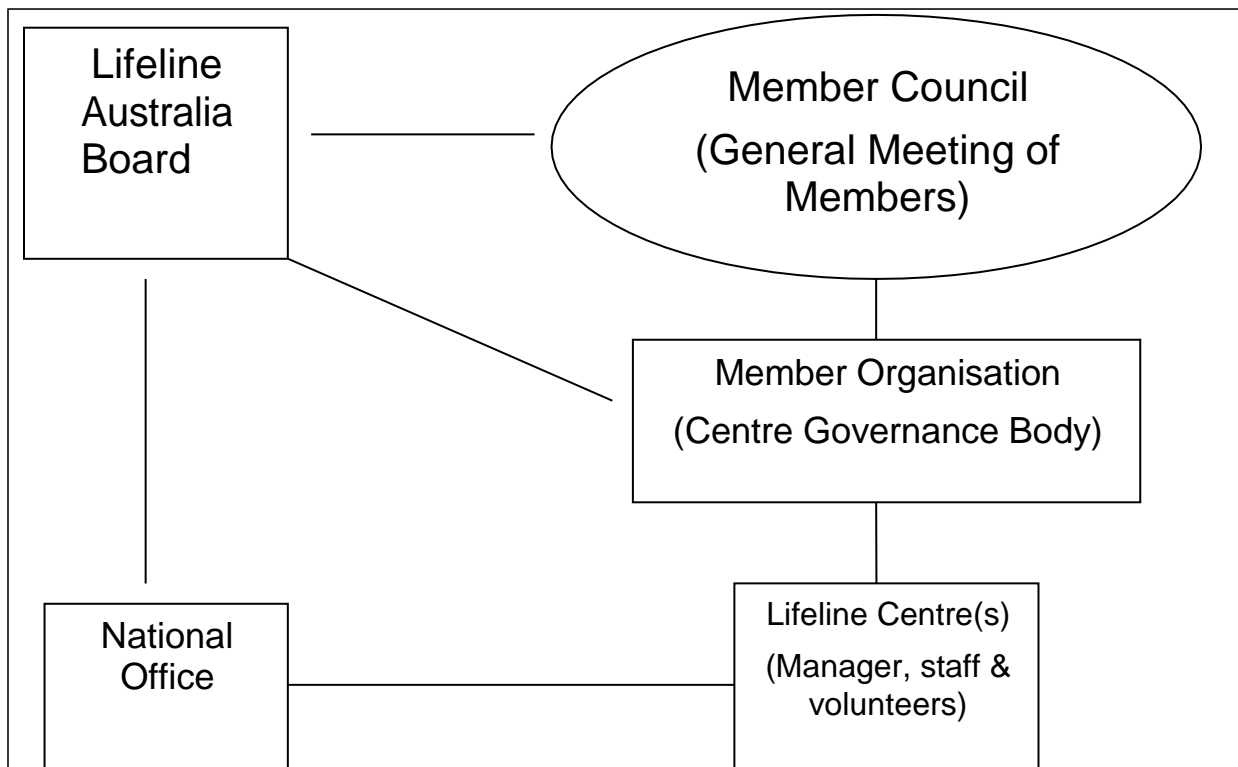 Lifeline
Australia
Board
Member Council
(General Meeting of
Members)
Member Organisation
(Centre Governance Body)
National
Office
Lifeline Centre(s)
(Manager, staff &
volunteers)